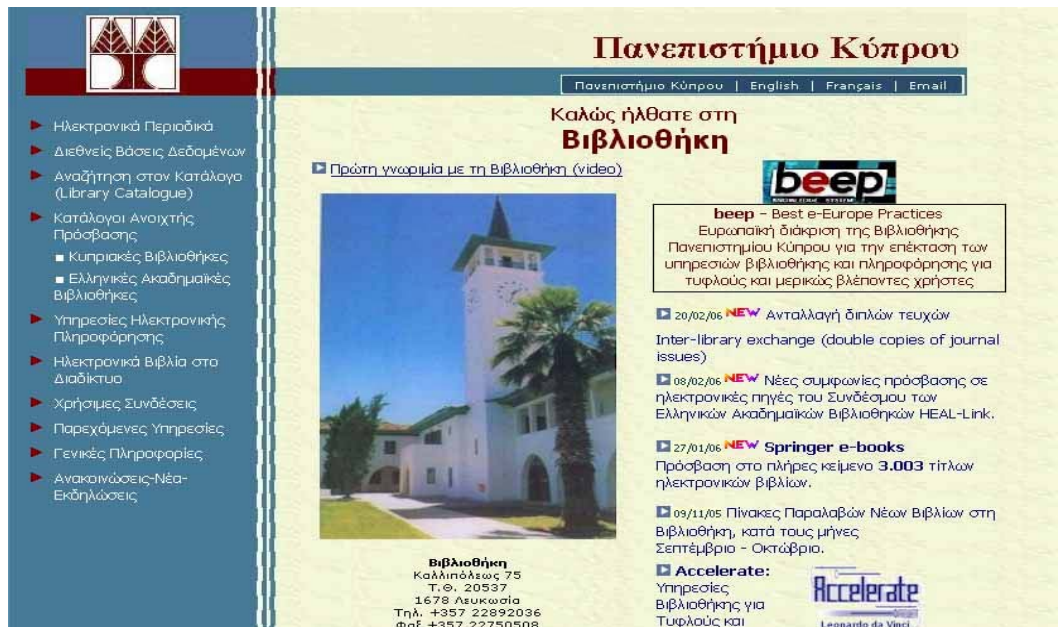 Πανεπιστήμιο Κύπρου
Πανεπιστήμιο Κύπρου | English | Français | Email
Ηλεκτρονικά Περιοδικά
Διεθνείς Βάσεις Δεδομένων
Αναζήτηση στον Κατάλογο
(Library Catalogue)
Κατάλογοι Ανοιχτής
Πρόσβασης
Κυπριακές Βιβλιοθήκες
Ελληνικές Ακαδημαϊκές
Βιβλιοθήκες
Υπηρεσίες Ηλεκτρονικής
Πληροφόρησης
Ηλεκτρονικά Βιβλία στο
Διαδίκτυο
Χρήσιμες Συνδέσεις
Παρεχόμενες Υπηρεσίες
Γενικές Πληροφορίες
Ανακοινώσεις-Νέα-
Εκδηλώσεις
Καλώς ήλθατε στη
Βιβλιοθήκη
Πρώτη γνωριμία με τη Βιβλιοθήκη (video)
Βιβλιοθήκη
Καλλιπόλεως 75
Τ.Θ. 20537
1678 Λευκωσία
Τηλ. +357 22892036
Φαξ +357 22750508
beep
KNOWLEDGE SYSTEM
beep - Best e-Europe Practices
Ευρωπαϊκή διάκριση της Βιβλιοθήκης
Πανεπιστημίου Κύπρου για την επέκταση των
υπηρεσιών βιβλιοθήκης και πληροφόρησης για
τυφλούς και μερικώς βλέποντες χρήστες
20/02/06 NEW Ανταλλαγή διπλών τευχών
Inter-library exchange (double copies of journal
issues)
08/02/06 NEW Νέες συμφωνίες πρόσβασης σε
ηλεκτρονικές πηγές του Συνδέσμου των
Ελληνικών Ακαδημαϊκών Βιβλιοθηκών HEAL-Link.
27/01/06 NEW Springer e-books
Πρόσβαση στο πλήρες κείμενο 3.003 τίτλων
ηλεκτρονικών βιβλίων.
09/11/05 Πίνακες Παραλαβών Νέων Βιβλίων στη
Βιβλιοθήκη, κατά τους μήνες
Σεπτέμβριο - Οκτώβριο.
Accelerate:
Υπηρεσίες
Βιβλιοθήκης για
Τυφλούς και
Accelerate
Leonardo da Vinci